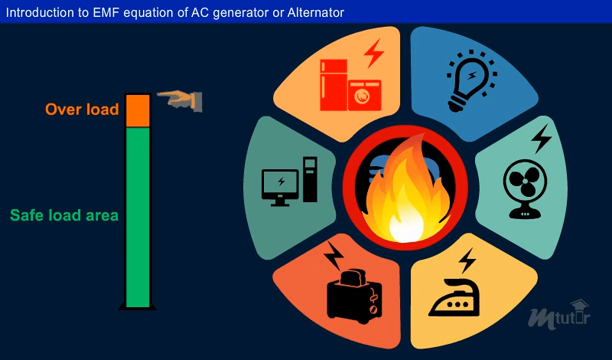 Introduction to EMF equation of AC generator or Alternator
Over load
Safe load area
mtutor